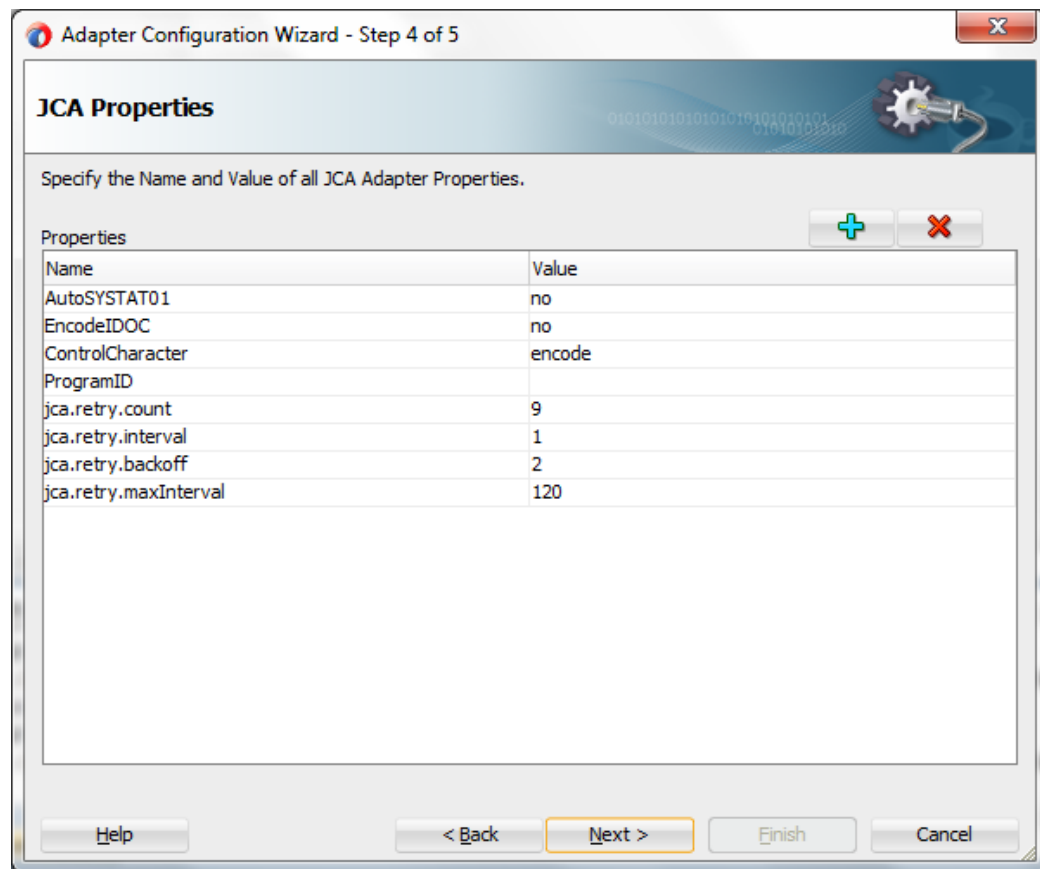 Adapter Configuration Wizard - Step 4 of 5
JCA Properties
Specify the Name and Value of all JCA Adapter Properties.
Properties
Name Value
AutoSYSTAT01 no
EncodeIDOC no
ControlCharacter encode
ProgramID
jca.retry.count 9
jca.retry.interval 1
jca.retry.backoff 2
jca.retry.maxInterval 120
Help < Back Next > Finish Cancel